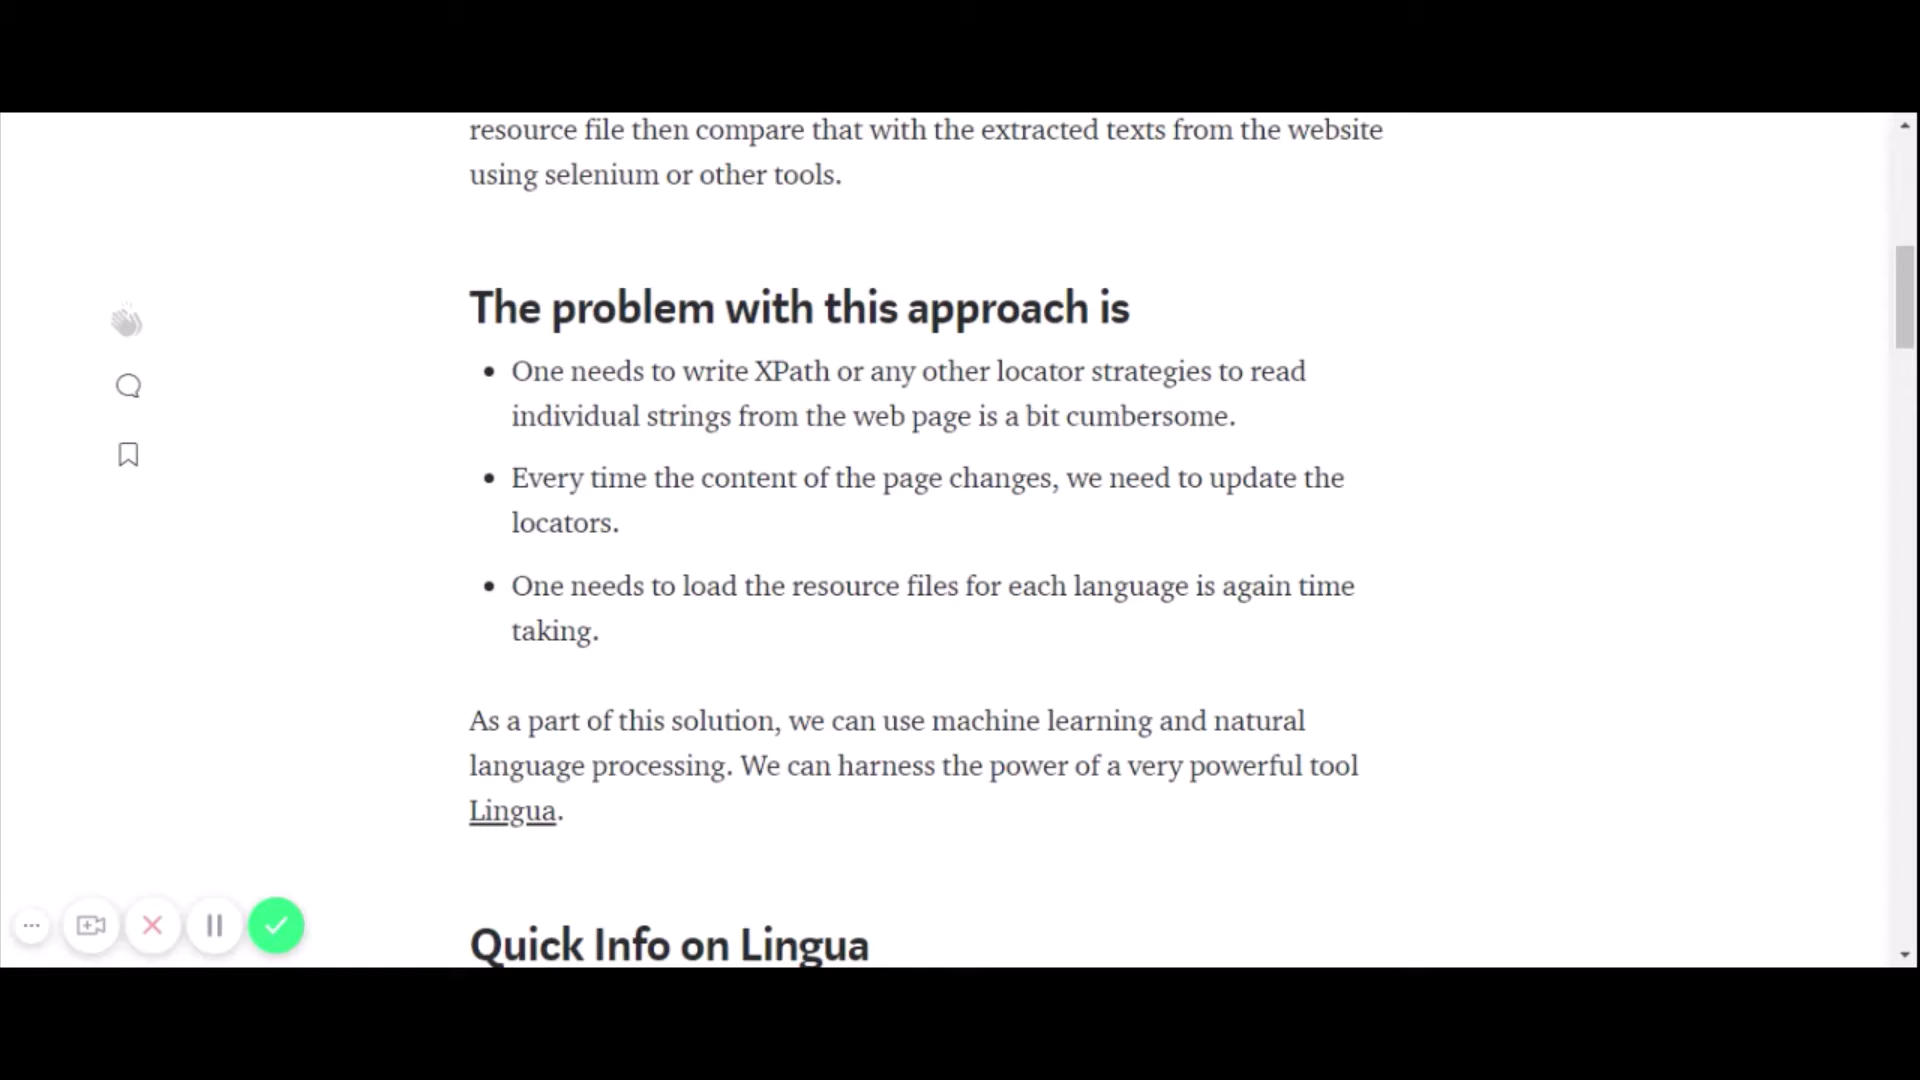 resource file then compare that with the extracted texts from the website
using selenium or other tools.
The problem with this approach is
One needs to write XPath or any other locator strategies to read
individual strings from the web page is a bit cumbersome.
Every time the content of the page changes, we need to update the
locators.
One needs to load the resource files for each language is again time
taking.
As a part of this solution, we can use machine learning and natural
language processing. We can harness the power of a very powerful tool
Lingua.
Quick Info on Lingua